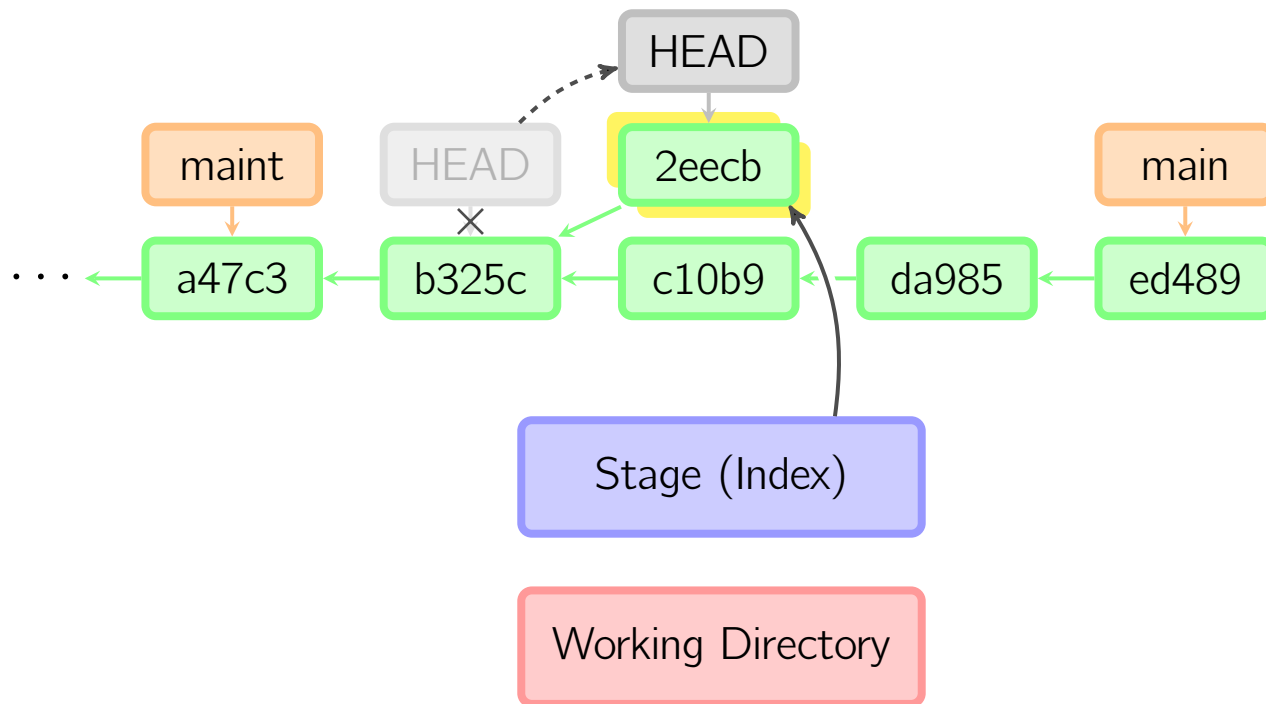 HEAD
maint
HEAD
2eecb
main
...
a47c3
b325c
c10b9
da985
ed489
Stage (Index)
Working Directory